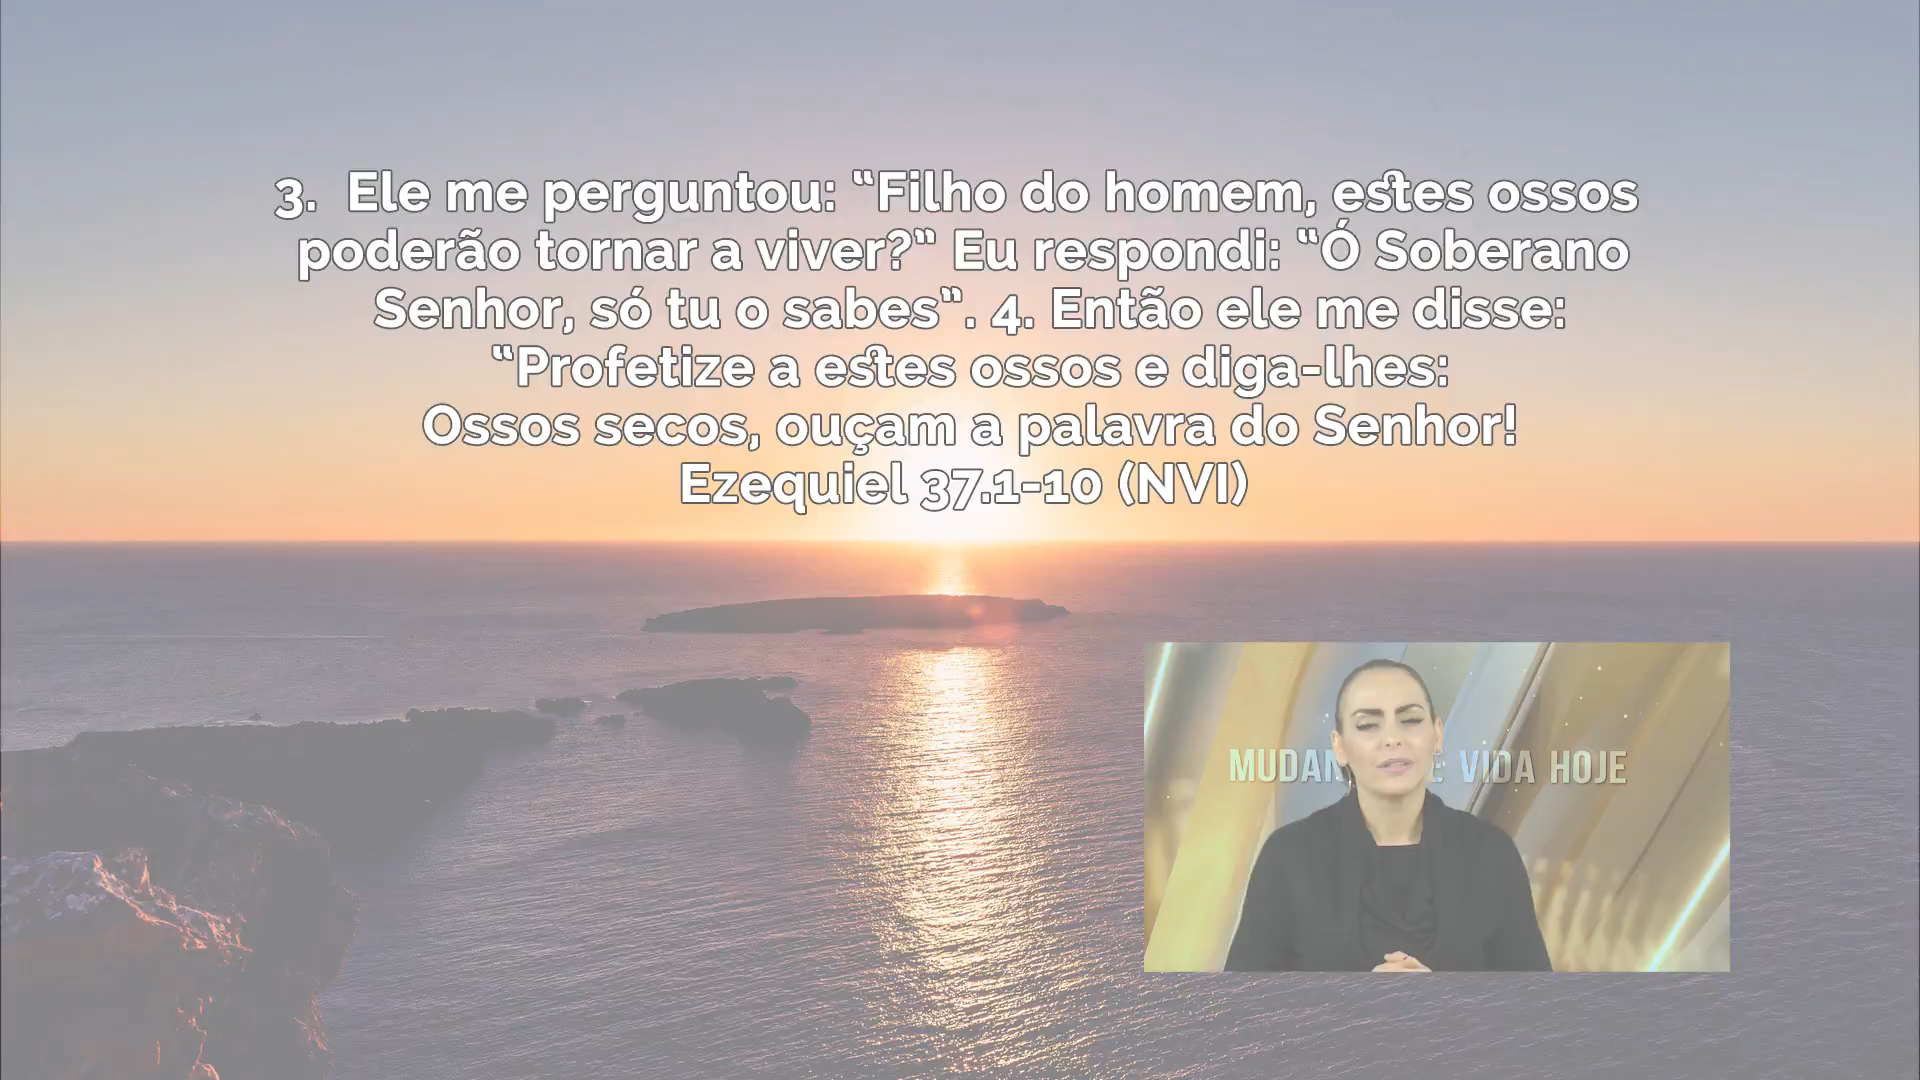 3. Ele me perguntou: “Filho do homem, estes ossos
poderão tornar a viver?” Eu respondi: “Ó Soberano
Senhor, só tu o sabes”. 4. Então ele me disse:
“Profetize a estes ossos e diga-lhes:
Ossos secos, ouçam a palavra do Senhor!
Ezequiel 37.1-10 (NVI)
VIDA HOJE